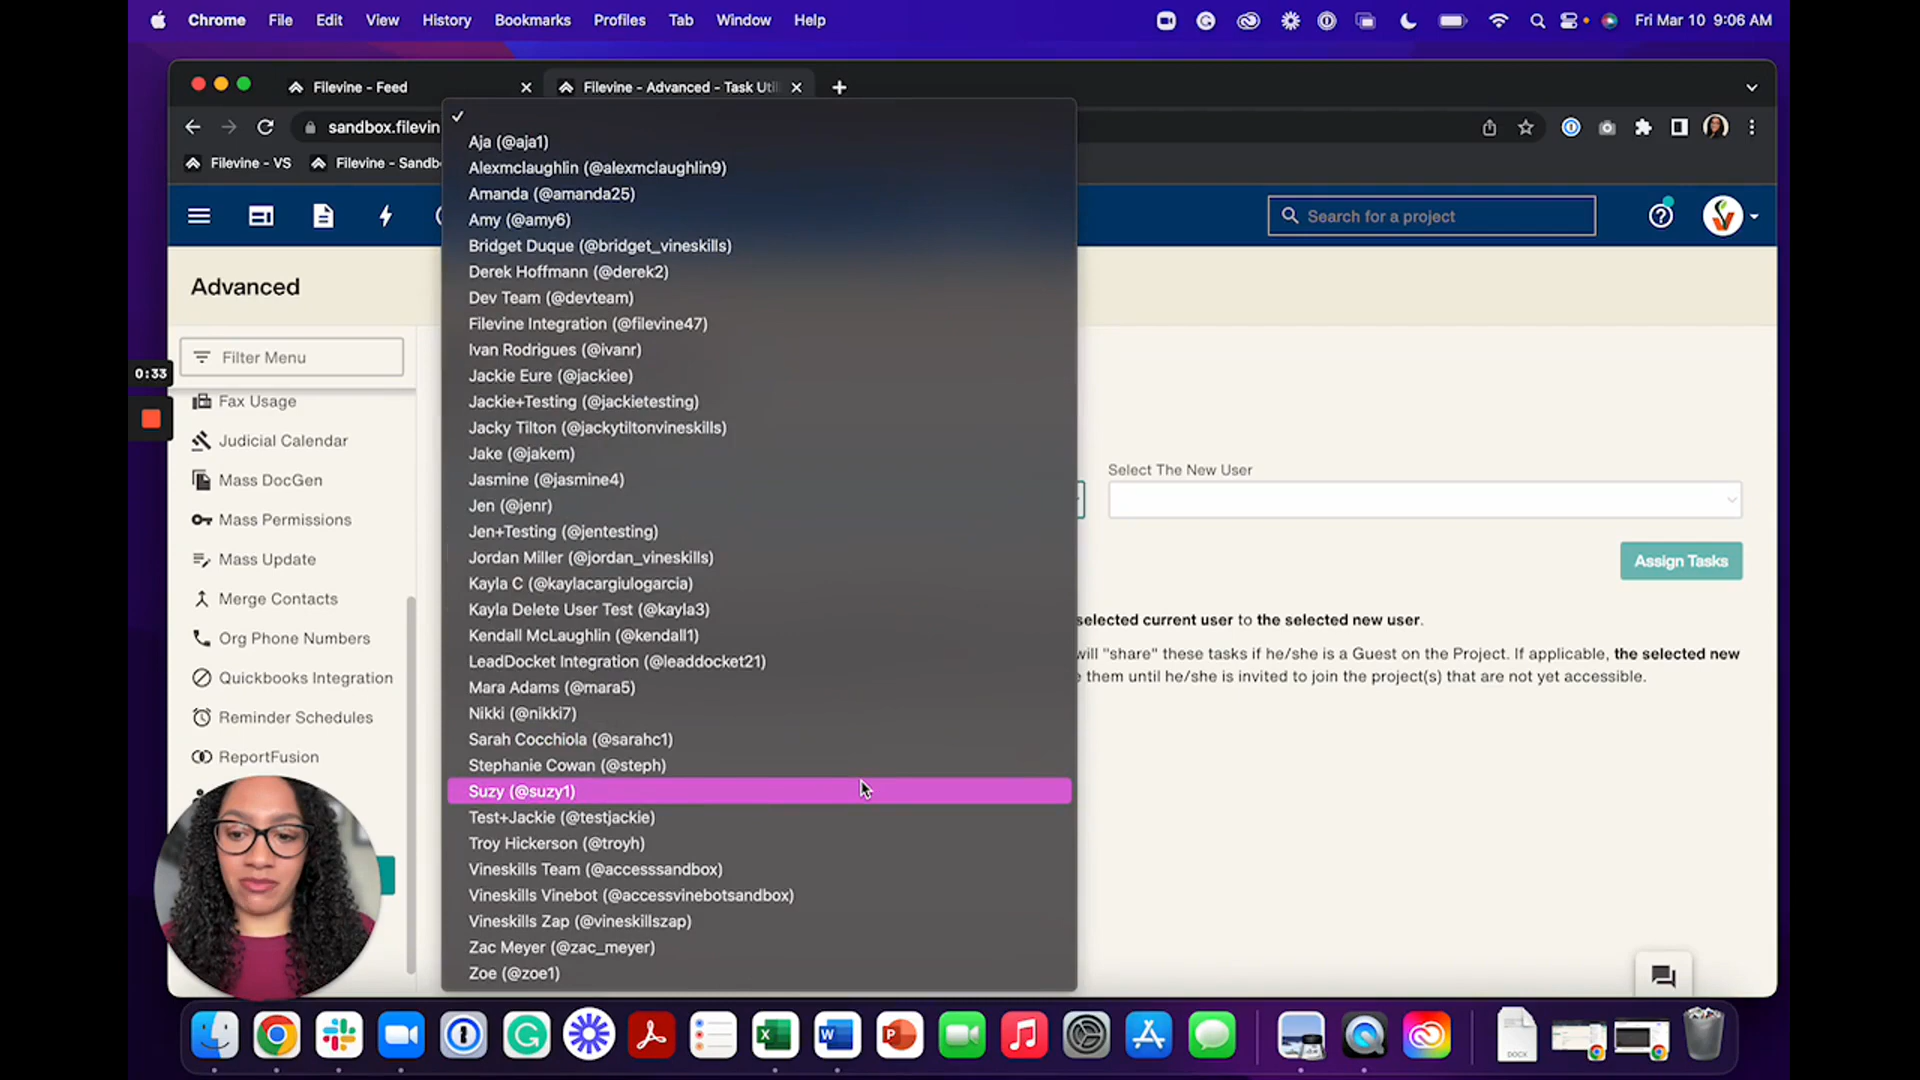 Chrome File Edit View History Bookmarks Profiles Tab Window Help Fri Mar 10 9:06 AM
Filevine - Feed Filevine - Advanced - Task Util
sandbox.filevin
Filevine - VS Filevine - Sandb
Search for a project
Advanced
Filter Menu
0:33
Fax Usage
Judicial Calendar
Mass DocGen
Mass Permissions
Mass Update
Merge Contacts
Org Phone Numbers
Quickbooks Integration
Reminder Schedules
ReportFusion
Aja (@aja1)
Alexmclaughlin (@alexmclaughlin9)
Amanda (@amanda25)
Amy (@amy6)
Bridget Duque (@bridget_vineskills)
Derek Hoffmann (@derek2)
Dev Team (@devteam)
Filevine Integration (@filevine47)
Ivan Rodrigues (@ivanr)
Jackie Eure (@jackiee)
Jackie+Testing (@jackietesting)
Jacky Tilton (@jackytiltonvineskills)
Jake (@jakem)
Jasmine (@jasmine4)
Jen (@jenr)
Jen+Testing (@jentesting)
Jordan Miller (@jordan_vineskills)
Kayla C (@kaylacargiulogarcia)
Kayla Delete User Test (@kayla3)
Kendall McLaughlin (@kendall1)
LeadDocket Integration (@leaddocket21)
Mara Adams (@mara5)
Nikki (@nikki7)
Sarah Cocchiola (@sarahc1)
Stephanie Cowan (@steph)
Suzy (@suzy1)
Test+Jackie (@testjackie)
Troy Hickerson (@troyh)
Vineskills Team (@accesssandbox)
Vineskills Vinebot (@accessvinebotsandbox)
Vineskills Zap (@vineskillszap)
Zac Meyer (@zac_meyer)
Zoe (@zoe1)
Select The New User
Assign Tasks
selected current user to the selected new user.
will "share" these tasks if he/she is a Guest on the Project. If applicable, the selected new
them until he/she is invited to join the project(s) that are not yet accessible.
DOCX